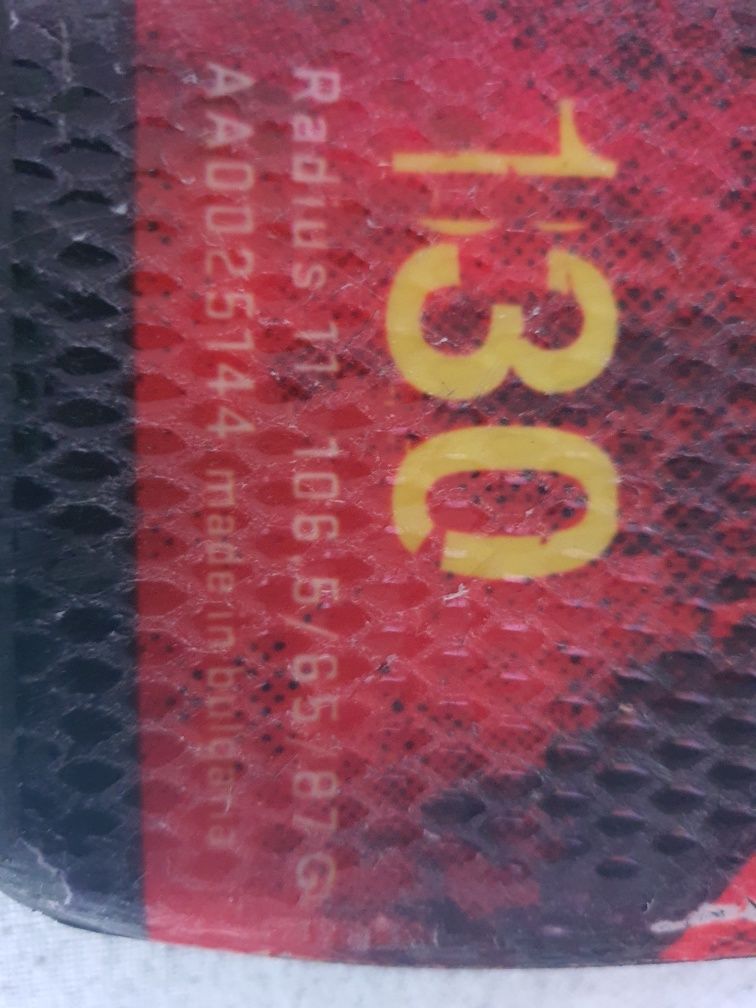 130
Radius 11 106.5/65/87G
AA0025144 made in bulgaria